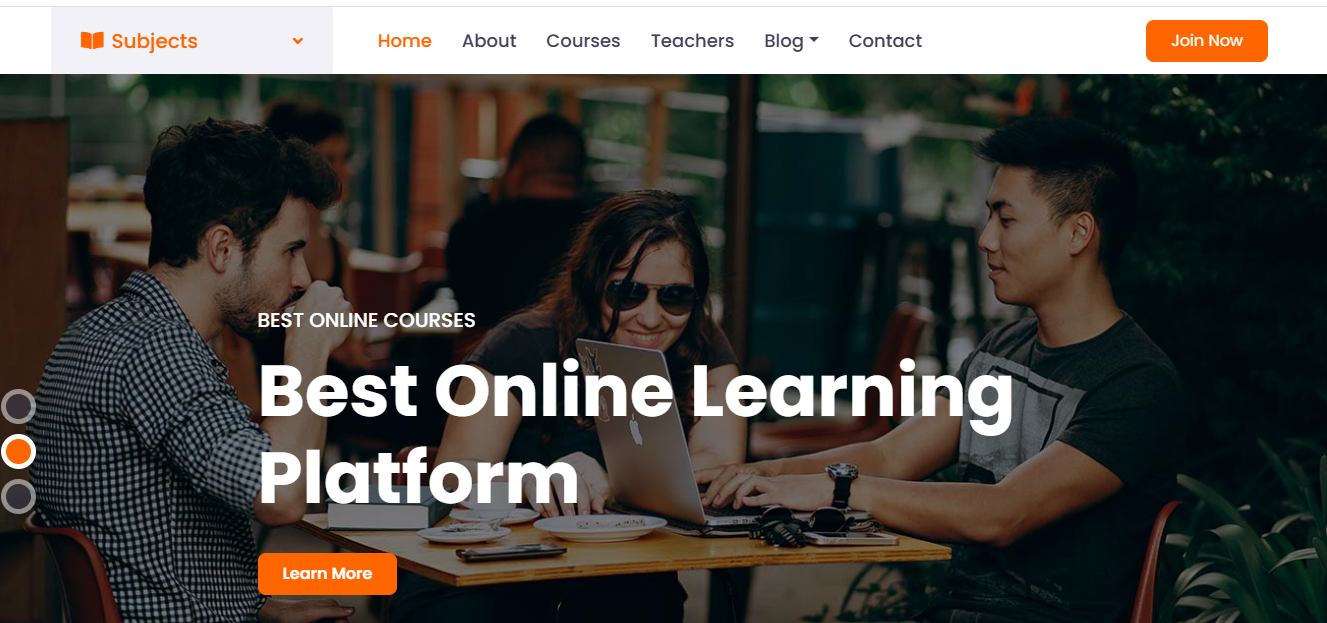 Subjects
Home About Courses Teachers Blog Contact
Join Now
BEST ONLINE COURSES
Best Online Learning
Platform
Learn More